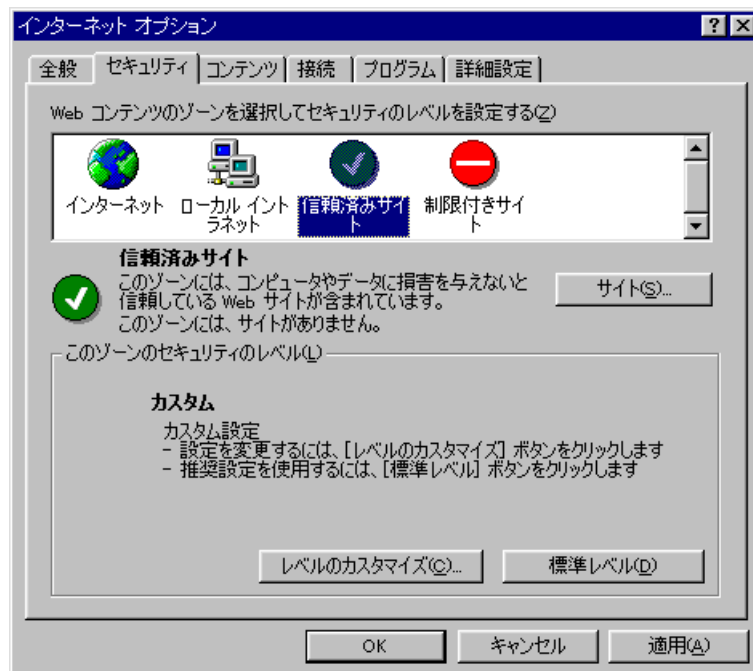 インターネット オプション
全般 セキュリティ コンテンツ 接続 プログラム 詳細設定
Web コンテンツのゾーンを選択してセキュリティのレベルを設定する(Z)
インターネット
ローカル イント
ラネット
信頼済みサイ
ト
制限付きサイ
ト
信頼済みサイト
このゾーンには、コンピュータやデータに損害を与えないと
信頼している Web サイトが含まれています。
このゾーンには、サイトがありません。
サイト(S)...
このゾーンのセキュリティのレベル(L)
カスタム
カスタム設定
- 設定を変更するには、[レベルのカスタマイズ] ボタンをクリックします
- 推奨設定を使用するには、[標準レベル] ボタンをクリックします
レベルのカスタマイズ(C)... 標準レベル(D)
OK キャンセル 適用(A)